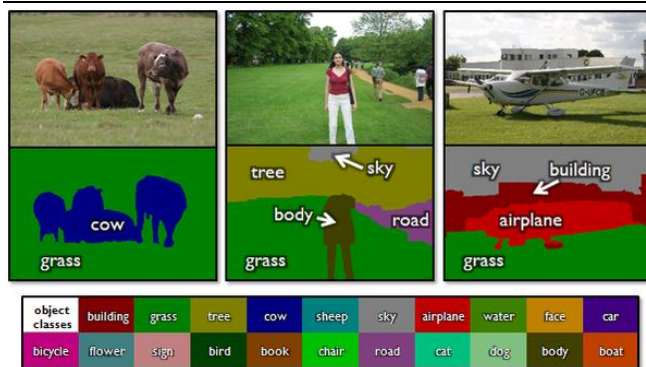 G-UFCB
tree
sky
sky
building
cow
body
road
airplane
grass
grass
grass
object classes
building
grass
tree
cow
sheep
sky
airplane
water
face
car
bicycle
flower
sign
bird
book
chair
road
cat
dog
body
boat